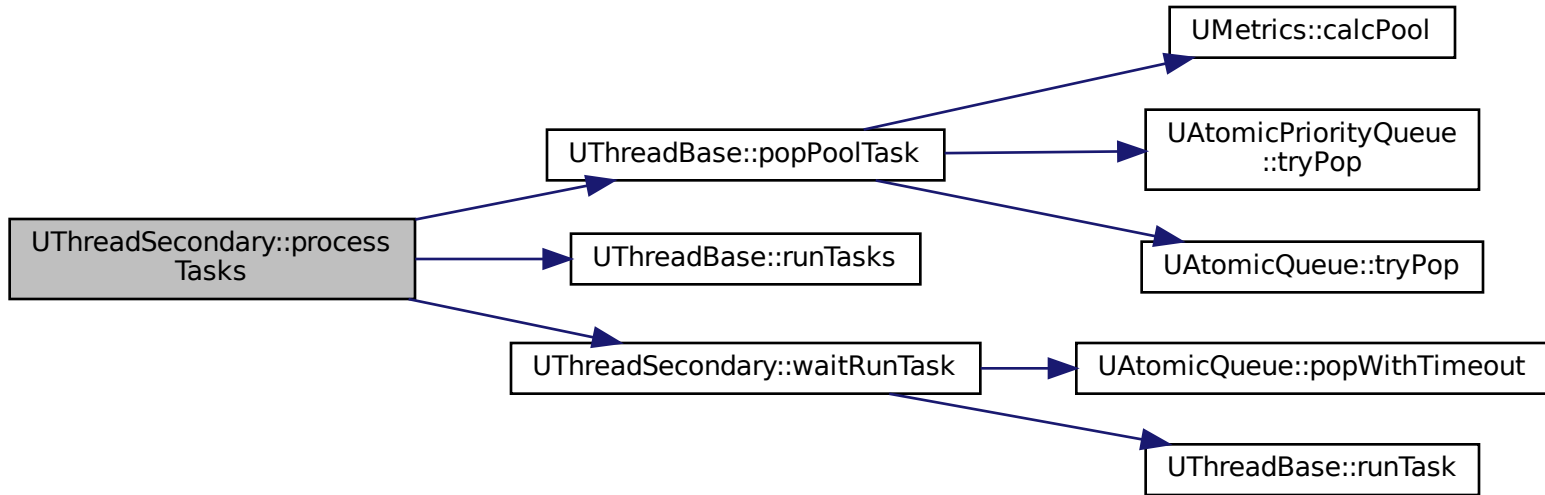 UThreadSecondary::process
Tasks
UThreadBase::popPoolTask
UThreadBase::runTasks
UThreadSecondary::waitRunTask
UMetrics::calcPool
UAtomicPriorityQueue
::tryPop
UAtomicQueue::tryPop
UAtomicQueue::popWithTimeout
UThreadBase::runTask